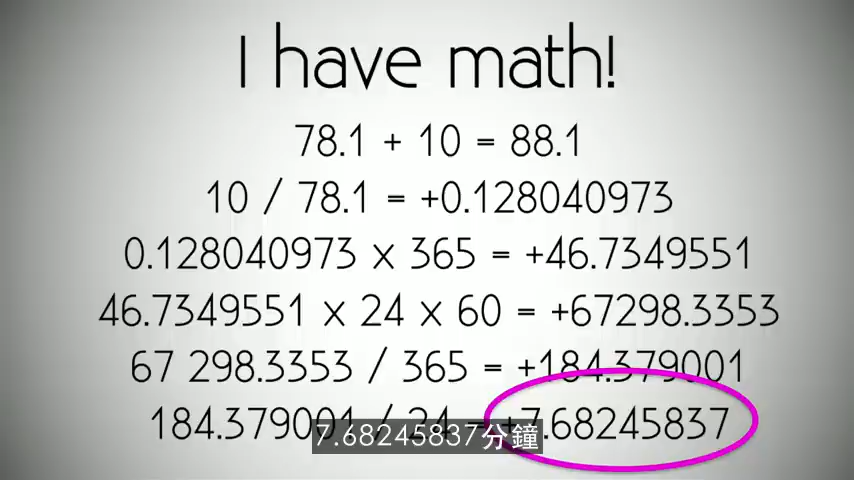 I have math!
78.1 + 10 = 88.1
10 / 78.1 = +0.128040973
0.128040973 x 365 = +46.7349551
46.7349551 x 24 x 60 = +67298.3353
67 298.3353 / 365 = +184.379001
184.379001 / 24 = +7.68245837
7.68245837分鐘